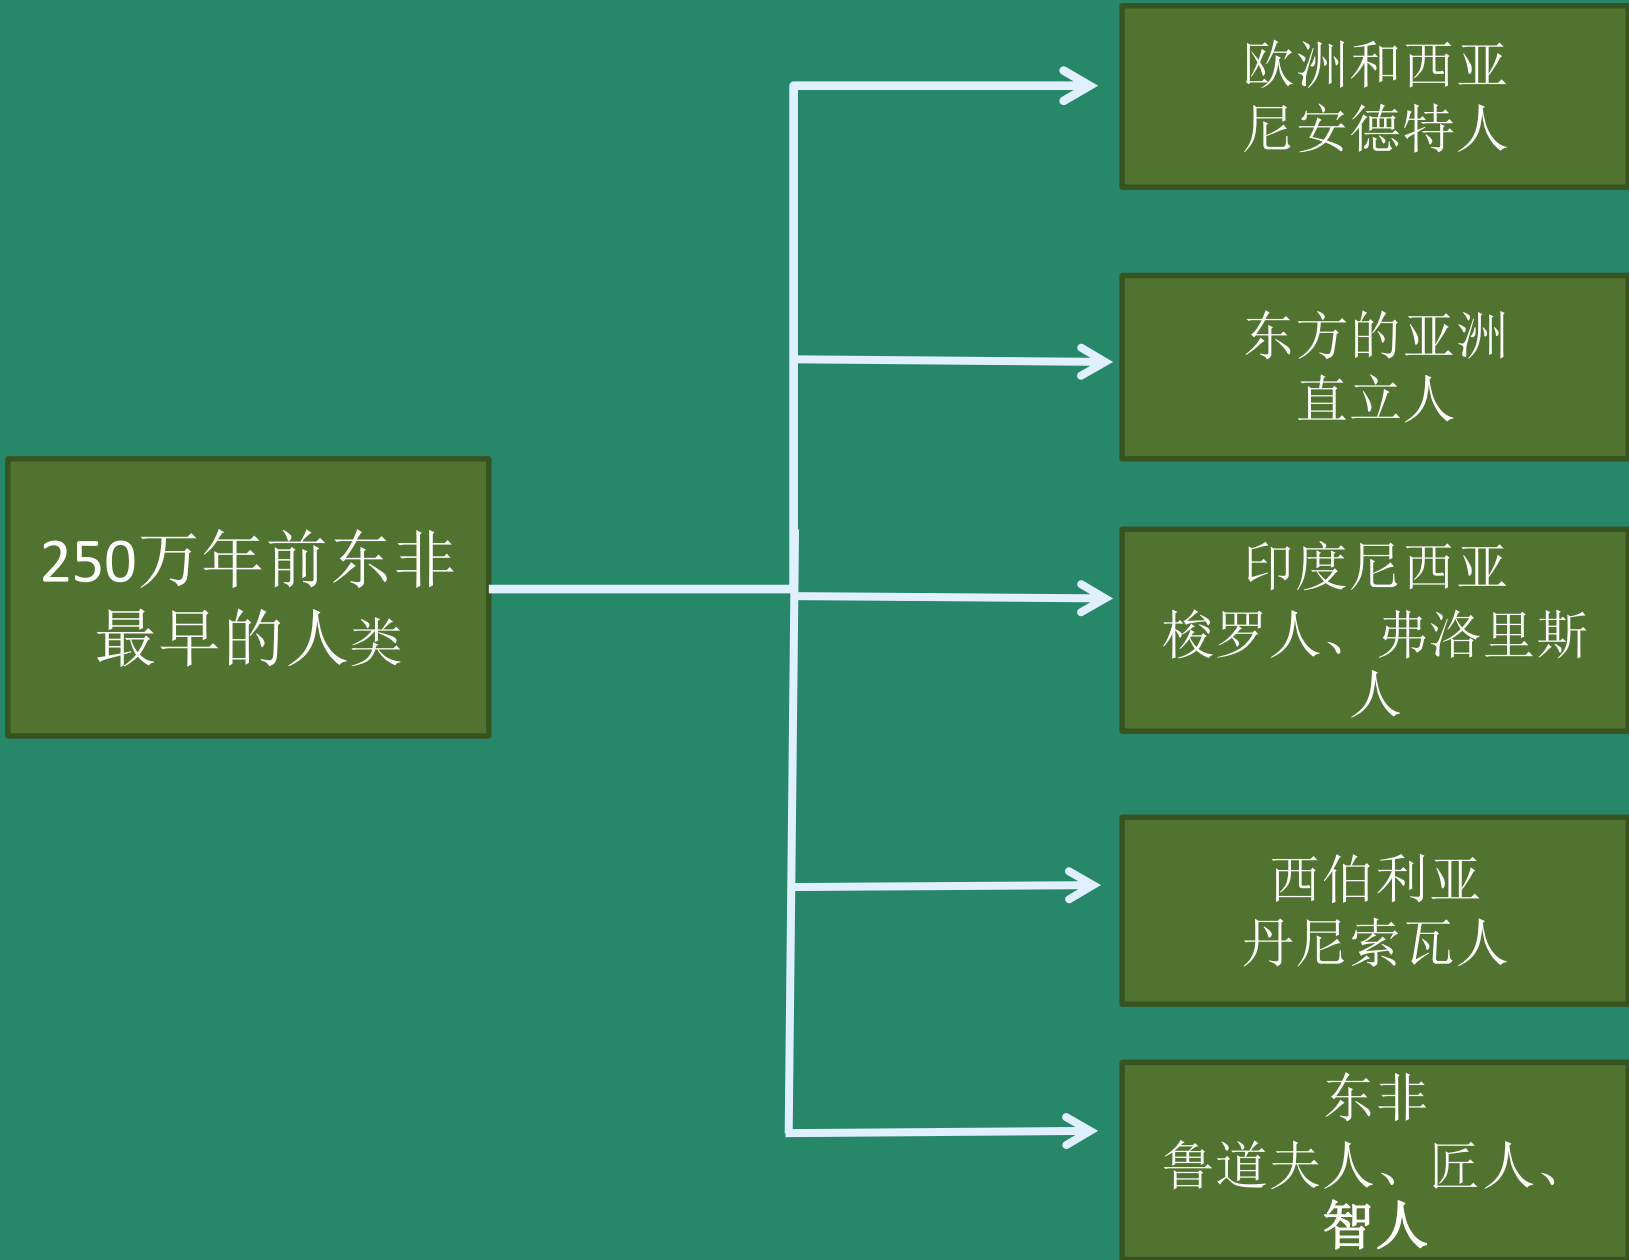 欧洲和西亚
尼安德特人
东方的亚洲
直立人
250万年前东非
最早的人类
印度尼西亚
梭罗人、弗洛里斯
人
西伯利亚
丹尼索瓦人
东非
鲁道夫人、匠人、
智人